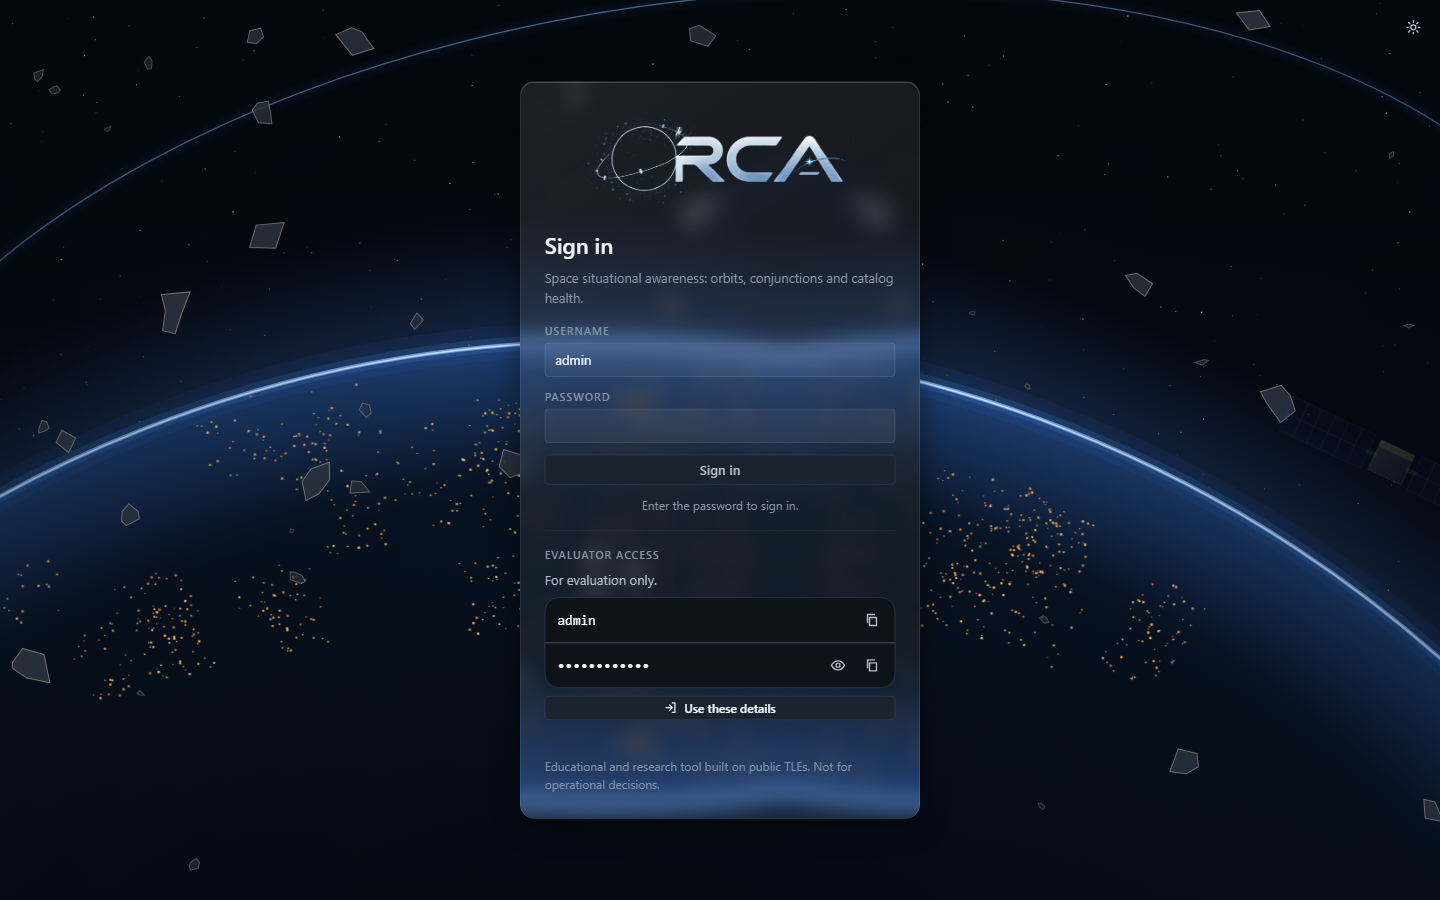 ORCA
Sign in
Space situational awareness: orbits, conjunctions and catalog
health.
USERNAME
admin
PASSWORD
Sign in
Enter the password to sign in.
EVALUATOR ACCESS
For evaluation only.
admin
••••••••••••
Use these details
Educational and research tool built on public TLEs. Not for
operational decisions.